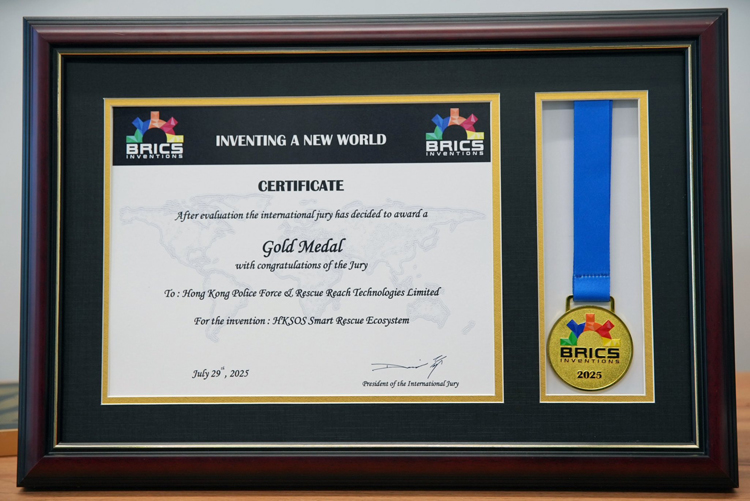 BRICS
INVENTIONS
INVENTING A NEW WORLD
BRICS
INVENTIONS
CERTIFICATE
After evaluation the international jury has decided to award a
Gold Medal
with congratulations of the Jury
To : Hong Kong Police Force & Rescue Reach Technologies Limited
For the invention : HKSOS Smart Rescue Ecosystem
July 29th, 2025
President of the International Jury
BRICS
INVENTIONS
2025